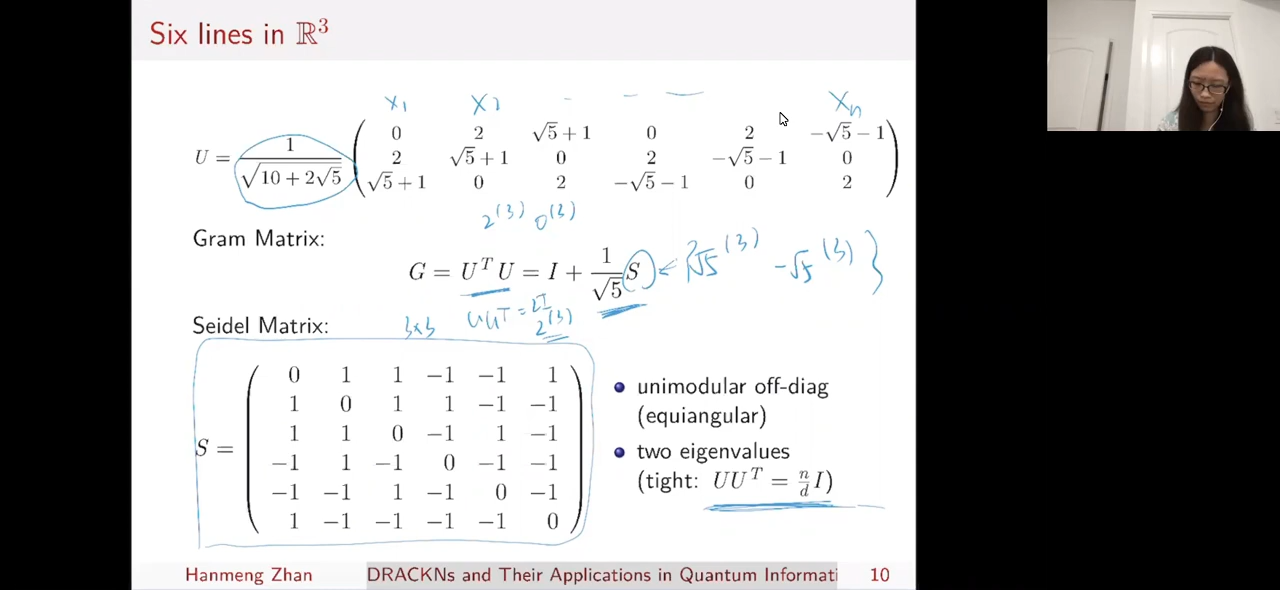 Six lines in ℝ³
x₁ x₂ - - — xₙ
U = 1/√(10 + 2√5) ( 0 2 √5 + 1 0 2 −√5 − 1
2 √5 + 1 0 2 −√5 − 1 0
√5 + 1 0 2 −√5 − 1 0 2 )
2⁽³⁾ 0⁽³⁾
Gram Matrix:
G = UᵀU = I + 1/√5 S ← {√5⁽³⁾ −√5⁽³⁾}
3×3 UUᵀ = 2I
2⁽³⁾
Seidel Matrix:
S = ( 0 1 1 −1 −1 1
1 0 1 1 −1 −1
1 1 0 −1 1 −1
−1 1 −1 0 −1 −1
−1 −1 1 −1 0 −1
1 −1 −1 −1 −1 0 )
• unimodular off-diag
(equiangular)
• two eigenvalues
(tight: UUᵀ = n/d I)
Hanmeng Zhan DRACKNs and Their Applications in Quantum Informati 10